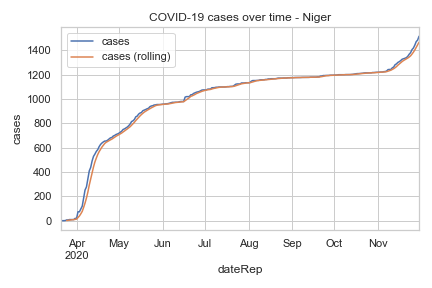 COVID-19 cases over time - Niger
cases
cases (rolling)
1400
1200
1000
800
600
400
200
0
cases
Apr May Jun Jul Aug Sep Oct Nov
2020
dateRep